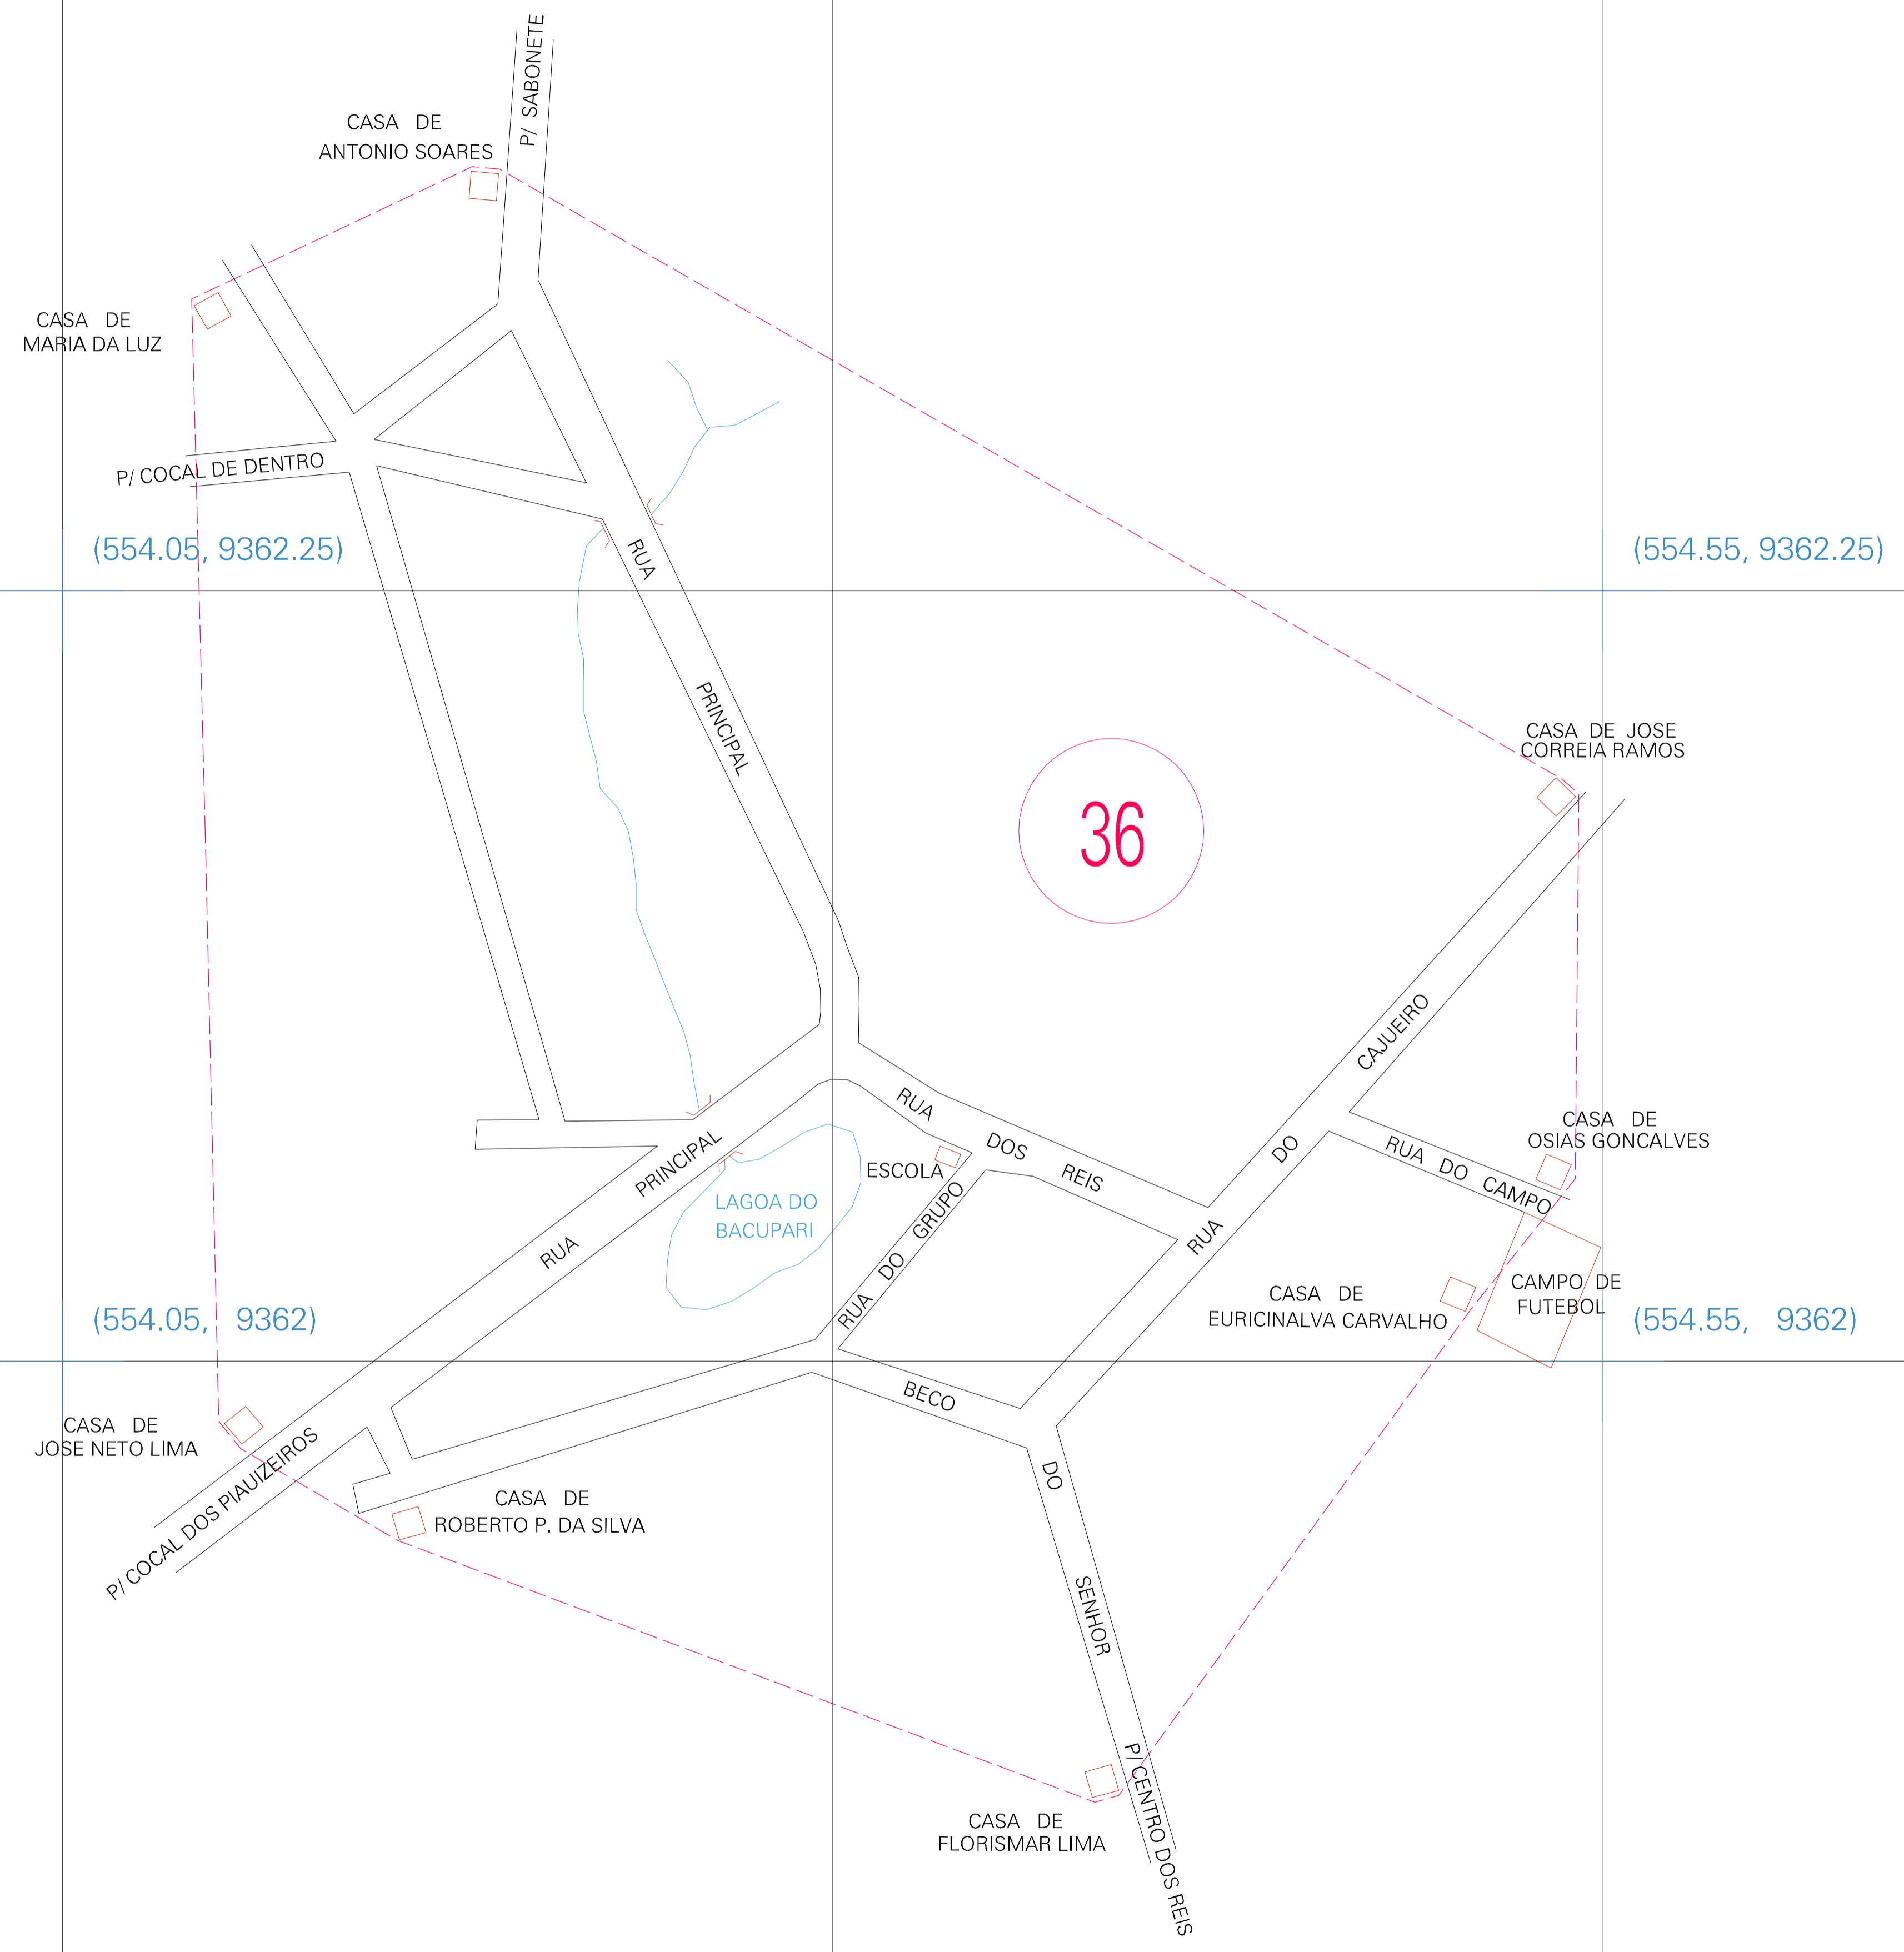 P/ SABONETE
CASA DE
ANTONIO SOARES
CASA DE
MARIA DA LUZ
P/ COCAL DE DENTRO
(554.05, 9362.25)
(554.55, 9362.25)
RUA
PRINCIPAL
CASA DE JOSE
CORREIA RAMOS
36
RUA DO CAJUEIRO
RUA DOS REIS
CASA DE
OSIAS GONCALVES
RUA DO CAMPO
ESCOLA
RUA PRINCIPAL
LAGOA DO
BACUPARI
RUA DO GRUPO
CAMPO DE
FUTEBOL
CASA DE
EURICINALVA CARVALHO
(554.05, 9362)
(554.55, 9362)
BECO DO SENHOR
CASA DE
JOSE NETO LIMA
P/ COCAL DOS PIAUIZEIROS
CASA DE
ROBERTO P. DA SILVA
P/ CENTRO DOS REIS
CASA DE
FLORISMAR LIMA